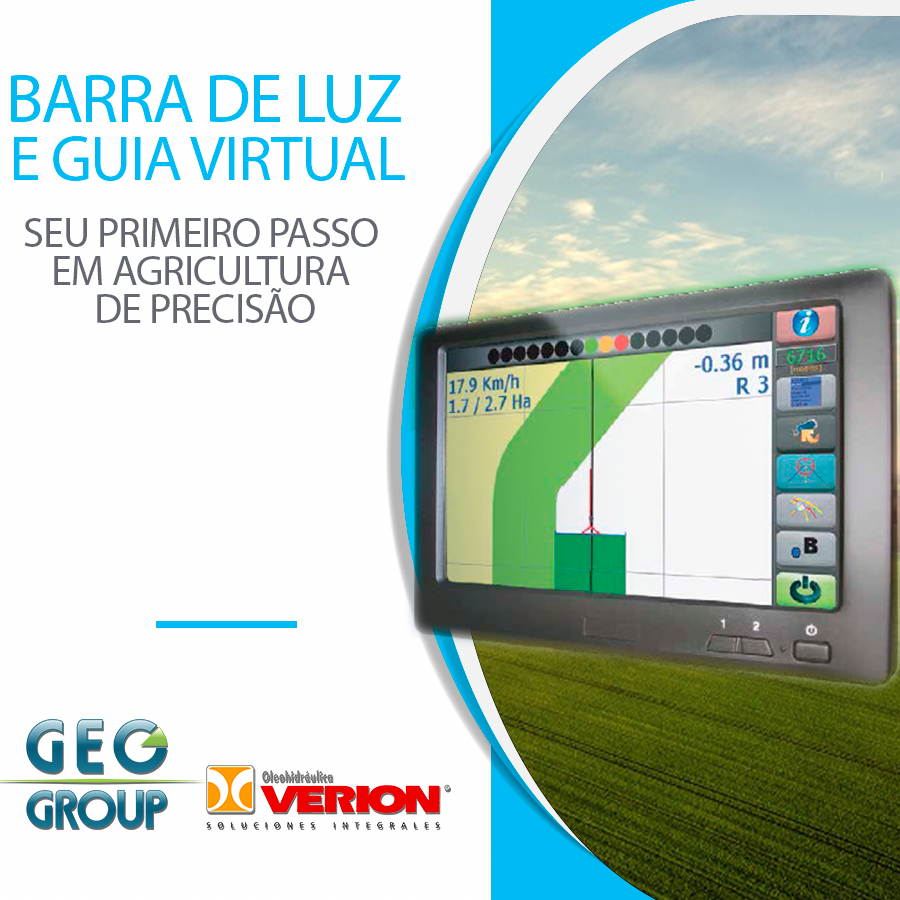 BARRA DE LUZ
E GUIA VIRTUAL
SEU PRIMEIRO PASSO
EM AGRICULTURA
DE PRECISÃO
17.9 Km/h
1.7 / 2.7 Ha
-0.36 m
R 3
i
6716
B
1 2
GEO
GROUP
Oleohidráulica
VERION®
SOLUCIONES INTEGRALES